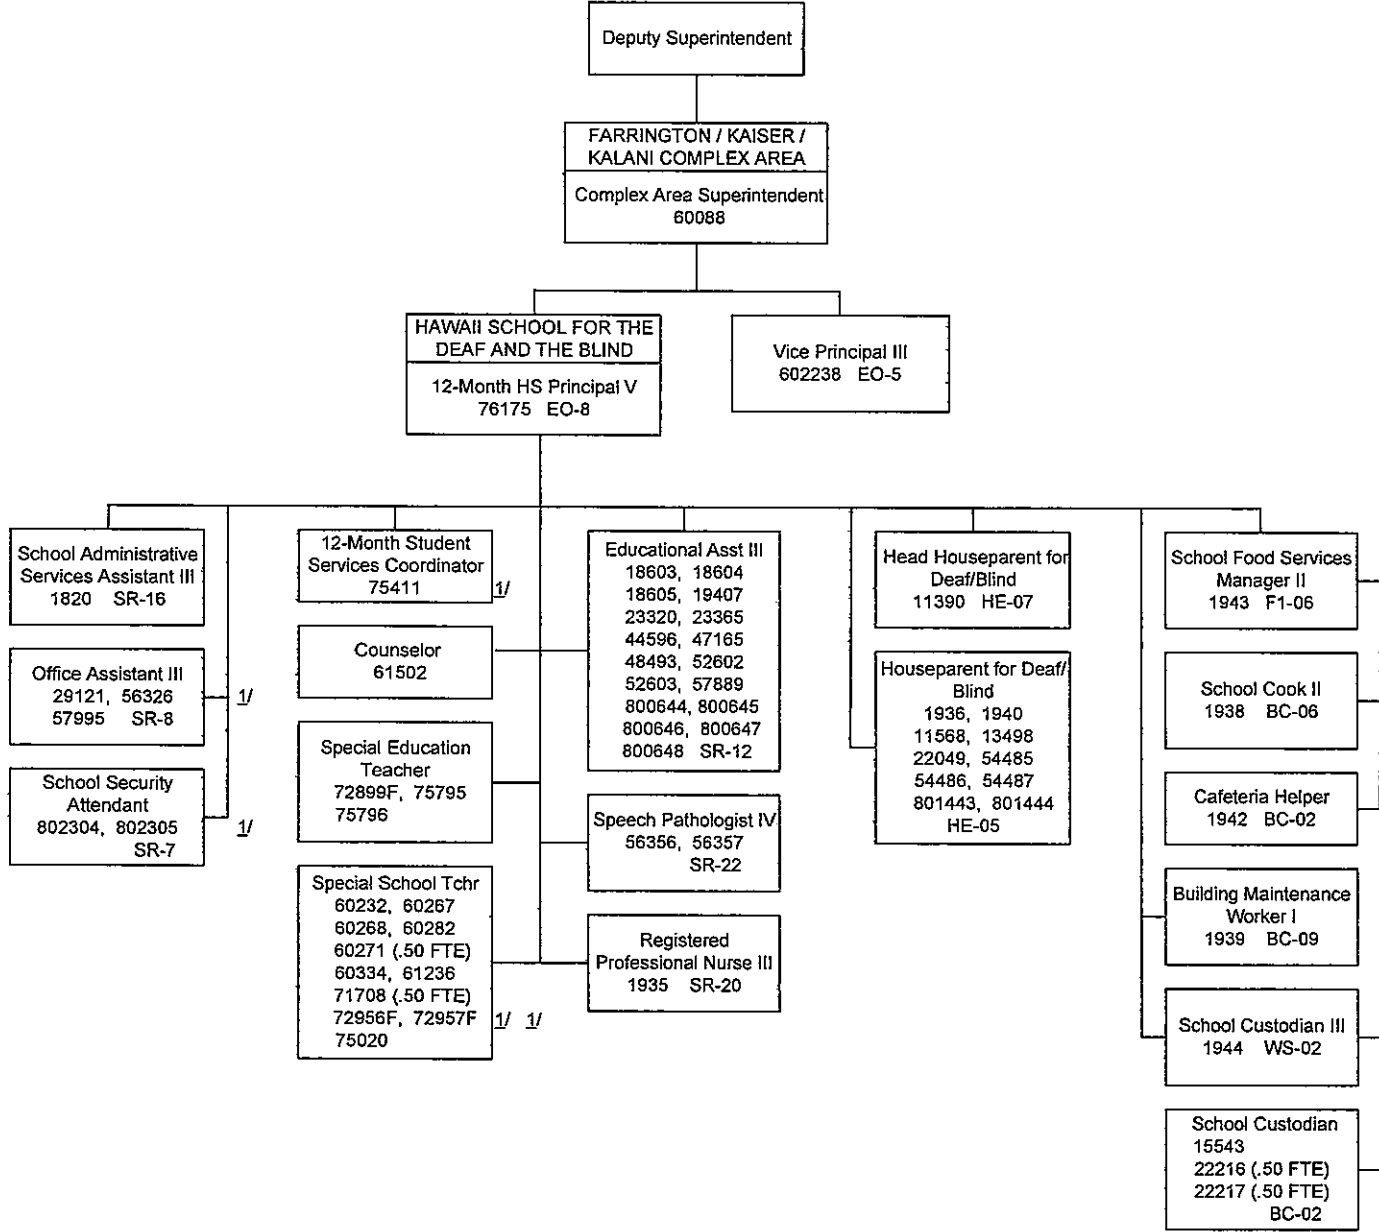 Deputy Superintendent
FARRINGTON / KAISER /
KALANI COMPLEX AREA
Complex Area Superintendent
60088
HAWAII SCHOOL FOR THE
DEAF AND THE BLIND
12-Month HS Principal V
76175 EO-8
Vice Principal III
602238 EO-5
School Administrative
Services Assistant III
1820 SR-16
Office Assistant III
29121, 56326
57995 SR-8
1/
School Security
Attendant
802304, 802305
SR-7
1/
12-Month Student
Services Coordinator
75411
1/
Counselor
61502
Special Education
Teacher
72899F, 75795
75796
Special School Tchr
60232, 60267
60268, 60282
60271 (.50 FTE)
60334, 61236
71708 (.50 FTE)
72956F, 72957F
75020
1/ 1/
Educational Asst III
18603, 18604
18605, 19407
23320, 23365
44596, 47165
48493, 52602
52603, 57889
800644, 800645
800646, 800647
800648 SR-12
Speech Pathologist IV
56356, 56357
SR-22
Registered
Professional Nurse III
1935 SR-20
Head Houseparent for
Deaf/Blind
11390 HE-07
Houseparent for Deaf/
Blind
1936, 1940
11568, 13498
22049, 54485
54486, 54487
801443, 801444
HE-05
School Food Services
Manager II
1943 F1-06
School Cook II
1938 BC-06
Cafeteria Helper
1942 BC-02
Building Maintenance
Worker I
1939 BC-09
School Custodian III
1944 WS-02
School Custodian
15543
22216 (.50 FTE)
22217 (.50 FTE)
BC-02